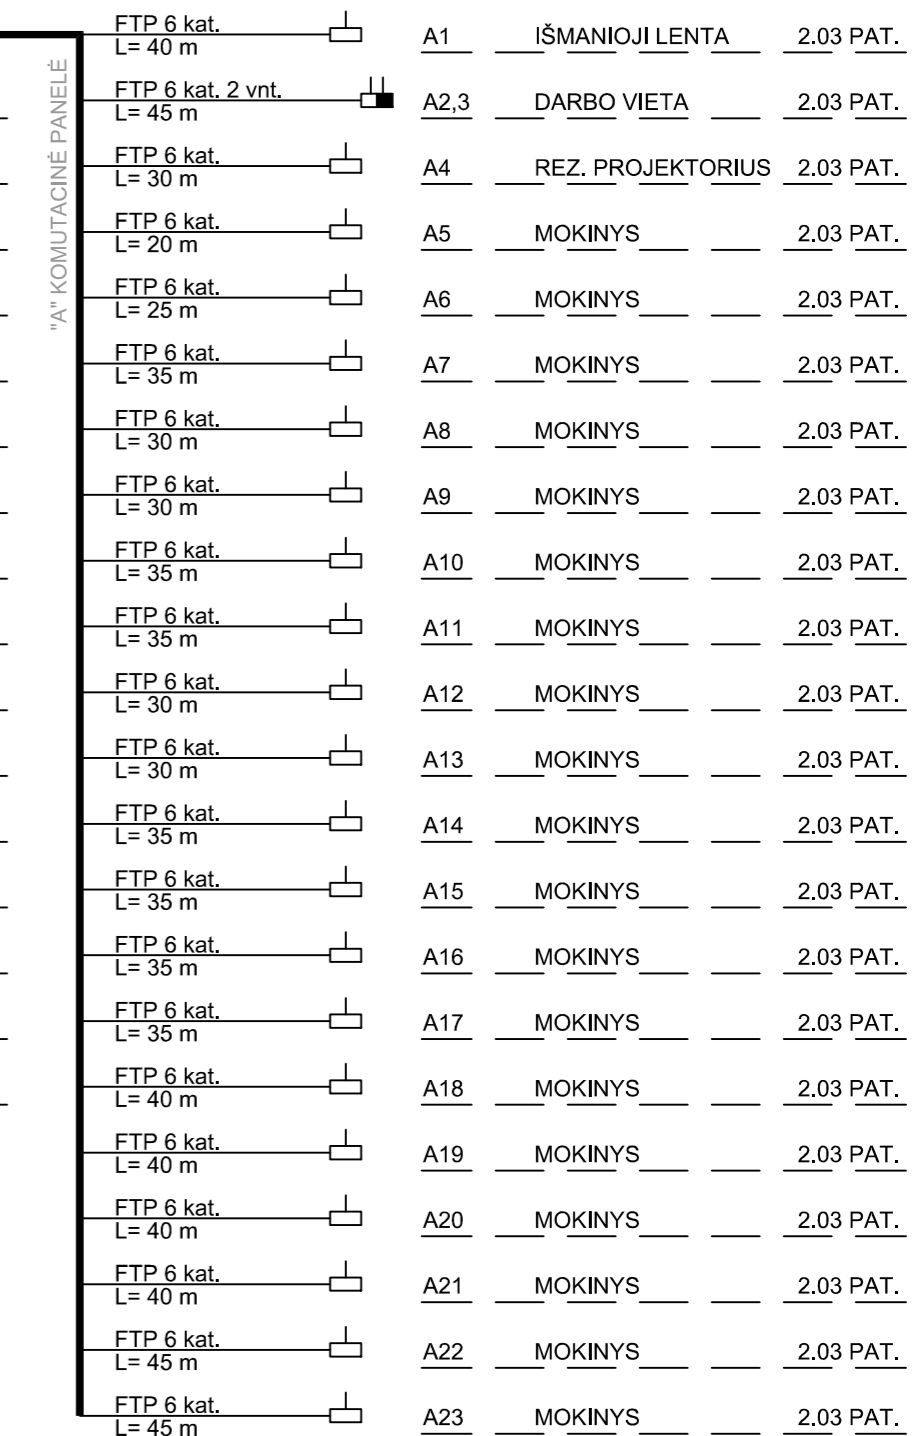 "A" KOMUTACINĖ PANELĖ
FTP 6 kat.
L= 40 m
A1 IŠMANIOJI LENTA 2.03 PAT.
FTP 6 kat. 2 vnt.
L= 45 m
A2,3 DARBO VIETA 2.03 PAT.
FTP 6 kat.
L= 30 m
A4 REZ. PROJEKTORIUS 2.03 PAT.
FTP 6 kat.
L= 20 m
A5 MOKINYS 2.03 PAT.
FTP 6 kat.
L= 25 m
A6 MOKINYS 2.03 PAT.
FTP 6 kat.
L= 35 m
A7 MOKINYS 2.03 PAT.
FTP 6 kat.
L= 30 m
A8 MOKINYS 2.03 PAT.
FTP 6 kat.
L= 30 m
A9 MOKINYS 2.03 PAT.
FTP 6 kat.
L= 35 m
A10 MOKINYS 2.03 PAT.
FTP 6 kat.
L= 35 m
A11 MOKINYS 2.03 PAT.
FTP 6 kat.
L= 30 m
A12 MOKINYS 2.03 PAT.
FTP 6 kat.
L= 30 m
A13 MOKINYS 2.03 PAT.
FTP 6 kat.
L= 35 m
A14 MOKINYS 2.03 PAT.
FTP 6 kat.
L= 35 m
A15 MOKINYS 2.03 PAT.
FTP 6 kat.
L= 35 m
A16 MOKINYS 2.03 PAT.
FTP 6 kat.
L= 35 m
A17 MOKINYS 2.03 PAT.
FTP 6 kat.
L= 40 m
A18 MOKINYS 2.03 PAT.
FTP 6 kat.
L= 40 m
A19 MOKINYS 2.03 PAT.
FTP 6 kat.
L= 40 m
A20 MOKINYS 2.03 PAT.
FTP 6 kat.
L= 40 m
A21 MOKINYS 2.03 PAT.
FTP 6 kat.
L= 45 m
A22 MOKINYS 2.03 PAT.
FTP 6 kat.
L= 45 m
A23 MOKINYS 2.03 PAT.